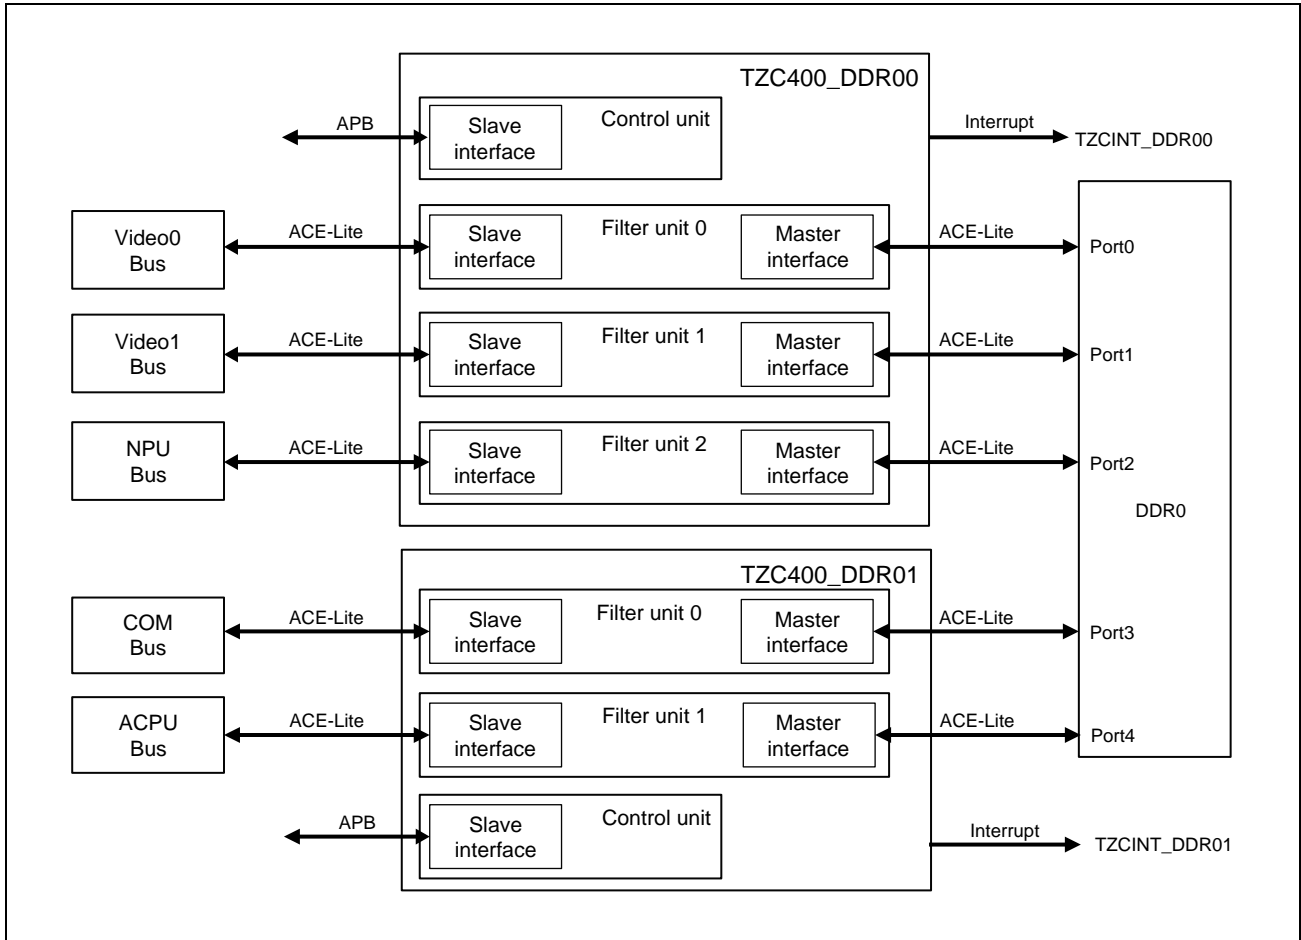 TZC400_DDR00
APB
Slave
interface
Control unit
Interrupt
TZCINT_DDR00
Video0
Bus
ACE-Lite
Slave
interface
Filter unit 0
Master
interface
ACE-Lite
Port0
Video1
Bus
ACE-Lite
Slave
interface
Filter unit 1
Master
interface
ACE-Lite
Port1
NPU
Bus
ACE-Lite
Slave
interface
Filter unit 2
Master
interface
ACE-Lite
Port2
DDR0
TZC400_DDR01
COM
Bus
ACE-Lite
Slave
interface
Filter unit 0
Master
interface
ACE-Lite
Port3
ACPU
Bus
ACE-Lite
Slave
interface
Filter unit 1
Master
interface
ACE-Lite
Port4
APB
Slave
interface
Control unit
Interrupt
TZCINT_DDR01